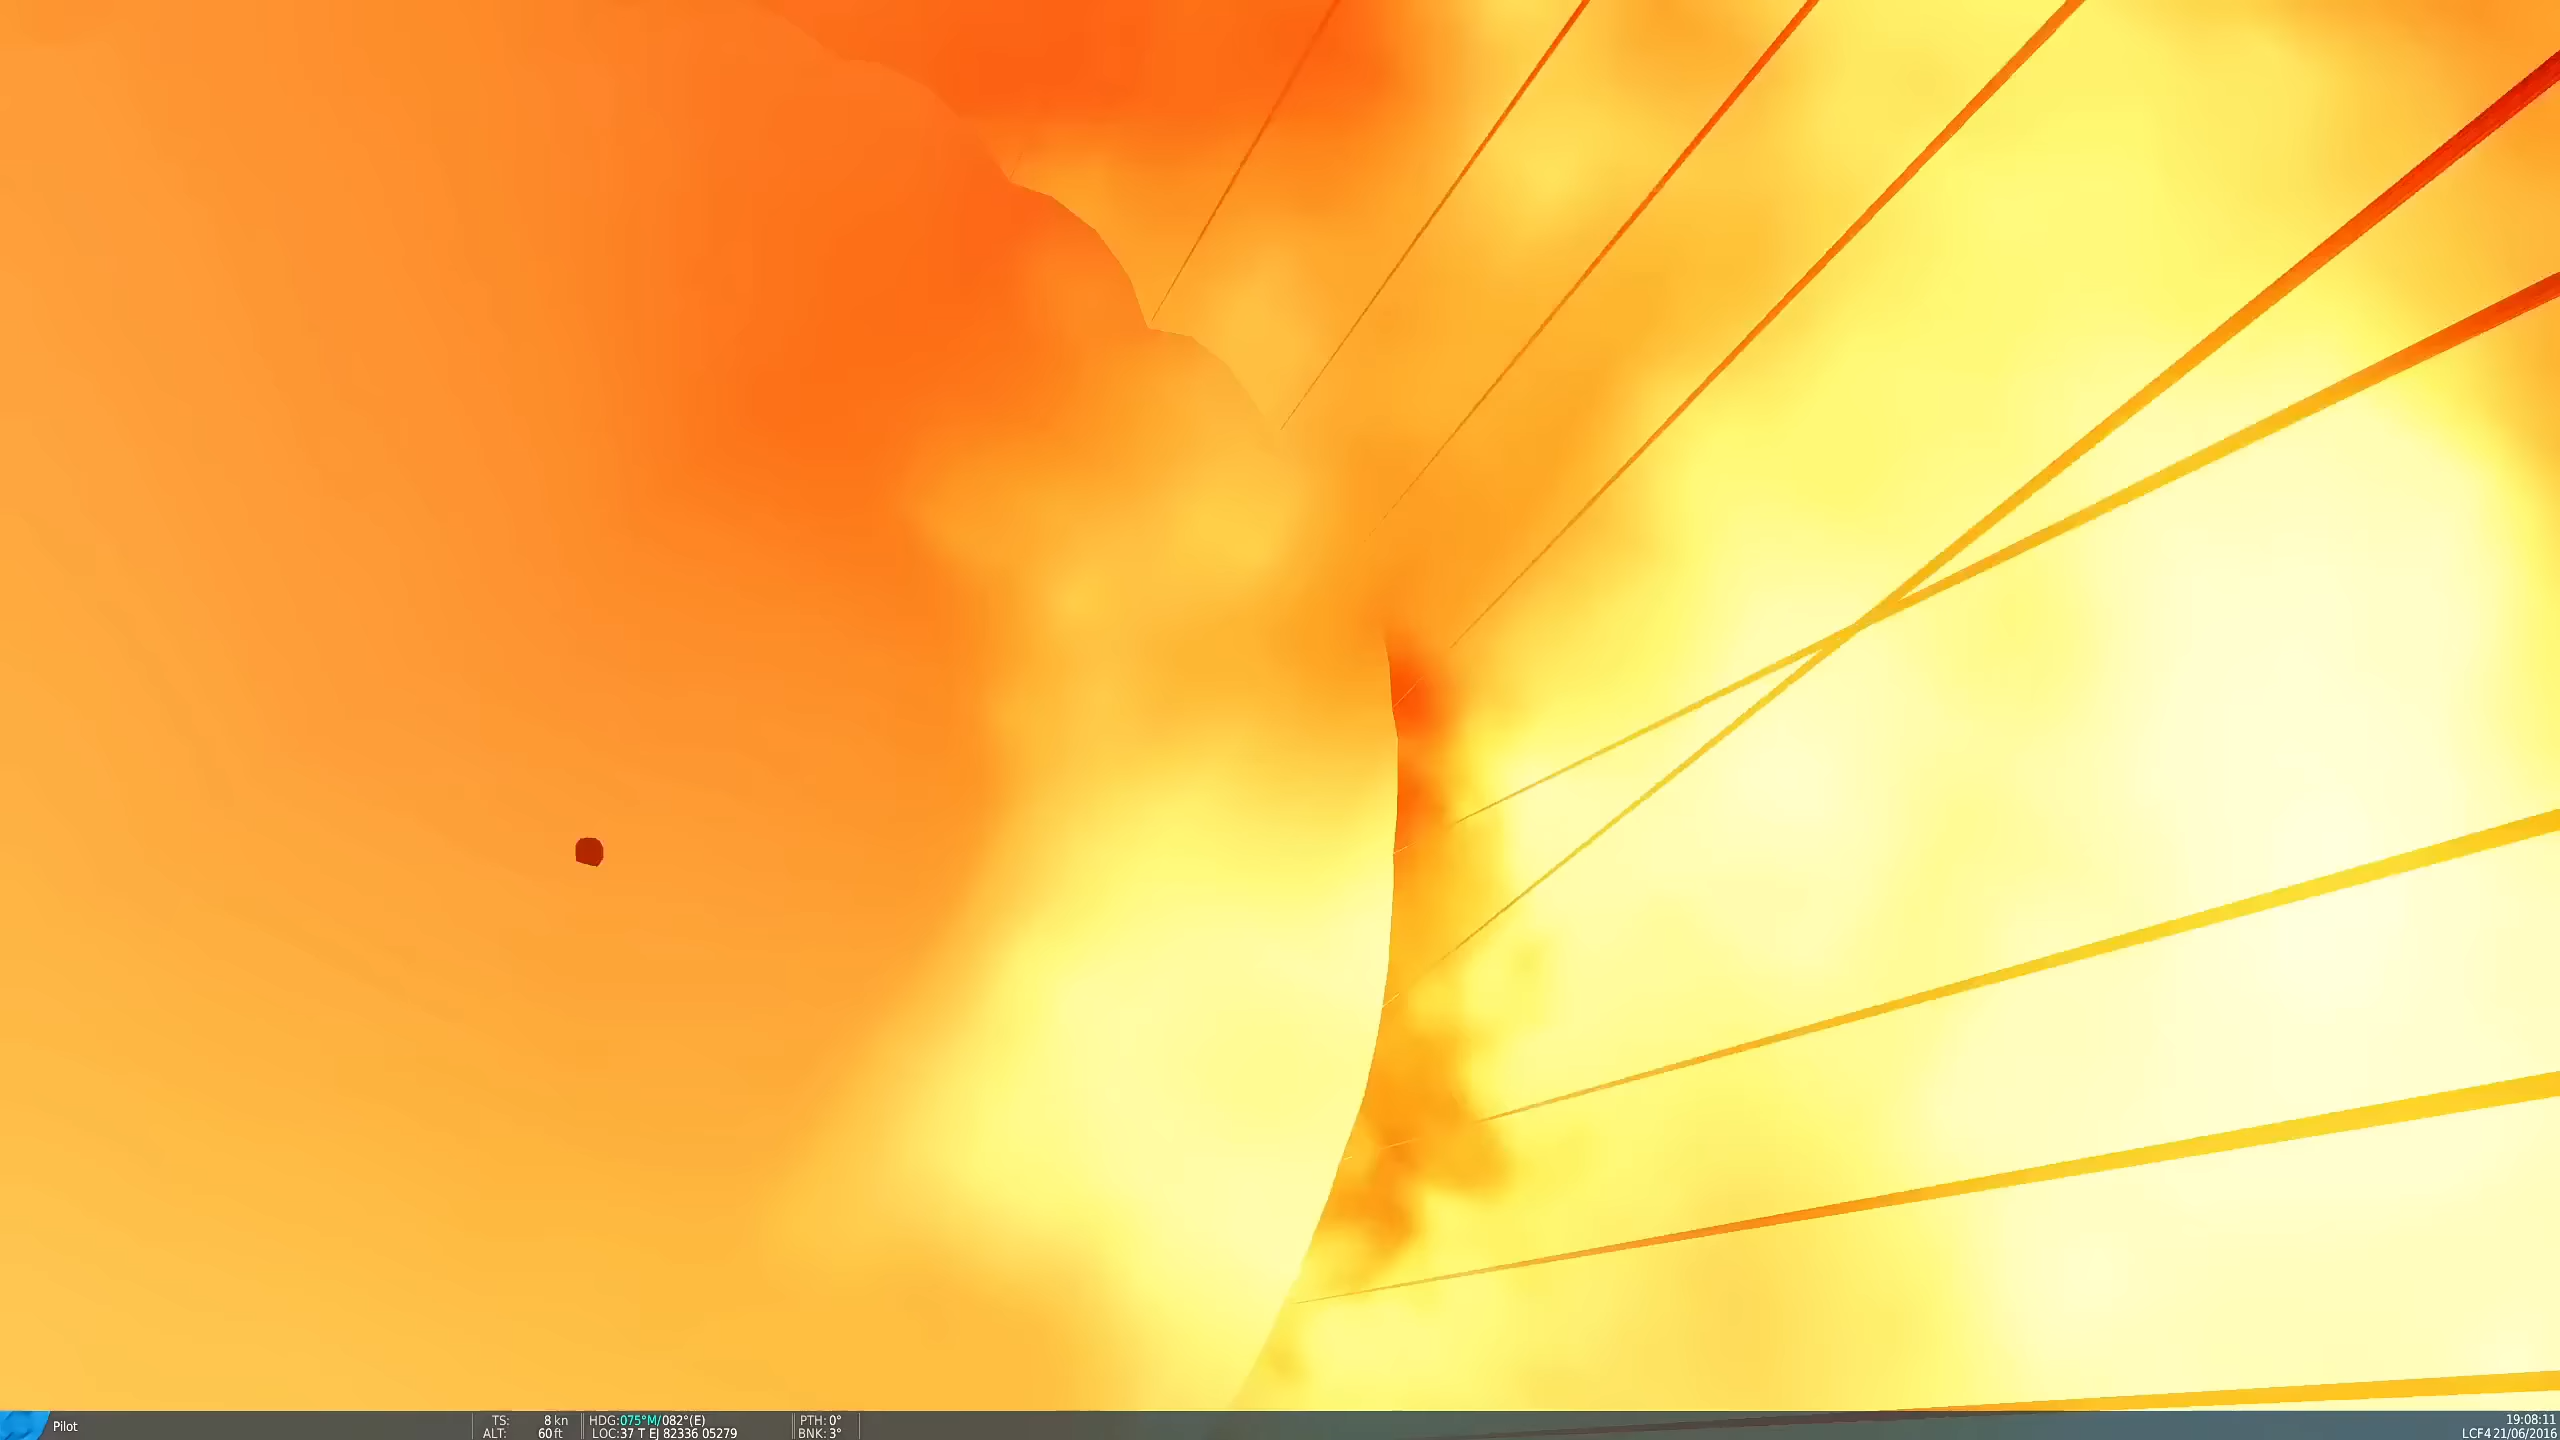 Pilot
TS: 8 kn
ALT: 60 ft
HDG:075°M/082°(E)
LOC:37 T EJ 82336 05279
PTH: 0°
BNK: 3°
19:08:11
LCF4 21/06/2016